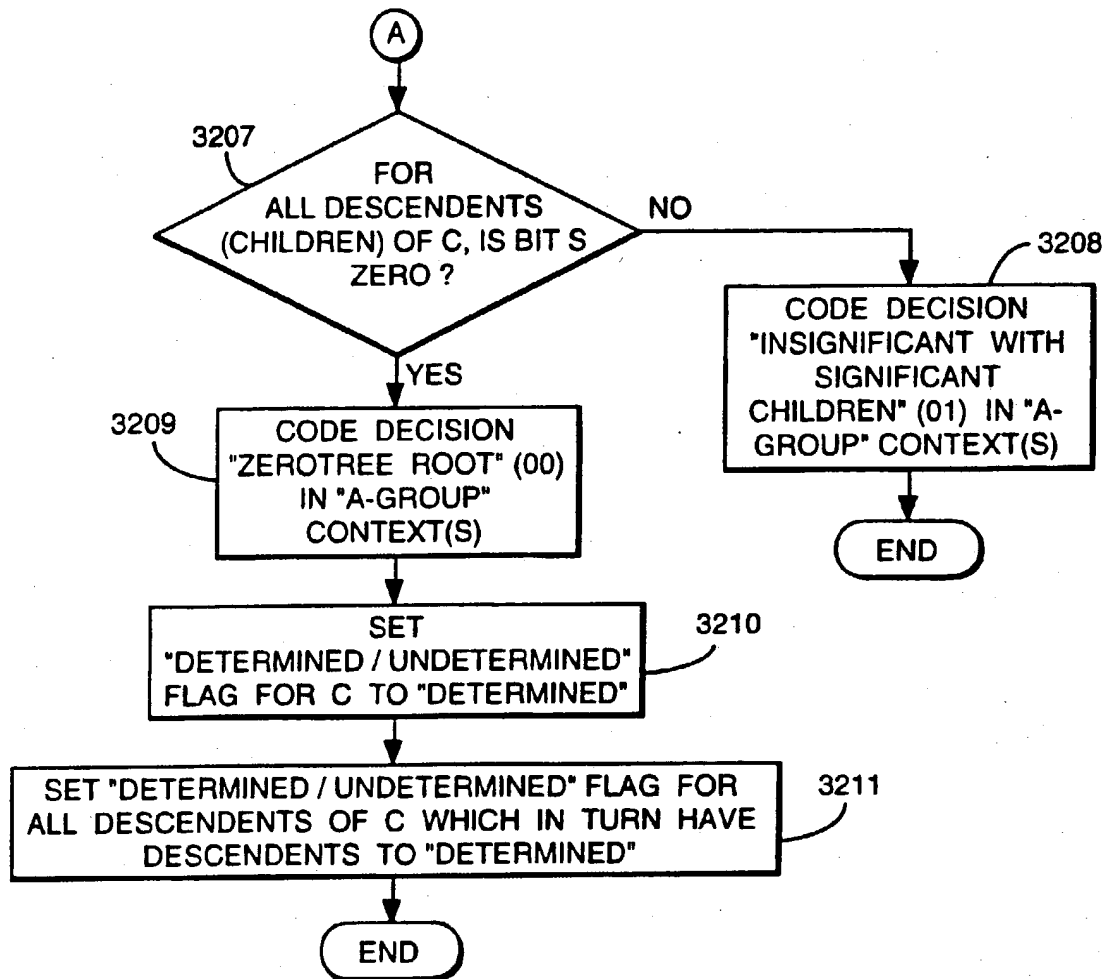 A
3207
FOR
ALL DESCENDENTS
(CHILDREN) OF C, IS BIT S
ZERO ?
NO
3208
CODE DECISION
"INSIGNIFICANT WITH
SIGNIFICANT
CHILDREN" (01) IN "A-
GROUP" CONTEXT(S)
END
YES
3209
CODE DECISION
"ZEROTREE ROOT" (00)
IN "A-GROUP"
CONTEXT(S)
3210
SET
"DETERMINED / UNDETERMINED"
FLAG FOR C TO "DETERMINED"
3211
SET "DETERMINED / UNDETERMINED" FLAG FOR
ALL DESCENDENTS OF C WHICH IN TURN HAVE
DESCENDENTS TO "DETERMINED"
END